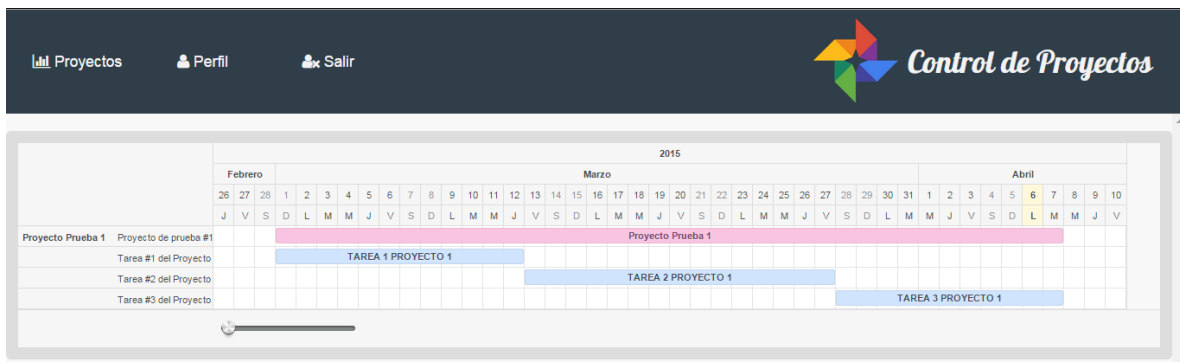 Proyectos Perfil Salir Control de Proyectos
2015
Febrero Marzo Abril
26 27 28 1 2 3 4 5 6 7 8 9 10 11 12 13 14 15 16 17 18 19 20 21 22 23 24 25 26 27 28 29 30 31 1 2 3 4 5 6 7 8 9 10
J V S D L M M J V S D L M M J V S D L M M J V S D L M M J V S D L M M J V S D L M M J V
Proyecto Prueba 1 Proyecto de prueba #1 Proyecto Prueba 1
Tarea #1 del Proyecto TAREA 1 PROYECTO 1
Tarea #2 del Proyecto TAREA 2 PROYECTO 1
Tarea #3 del Proyecto TAREA 3 PROYECTO 1